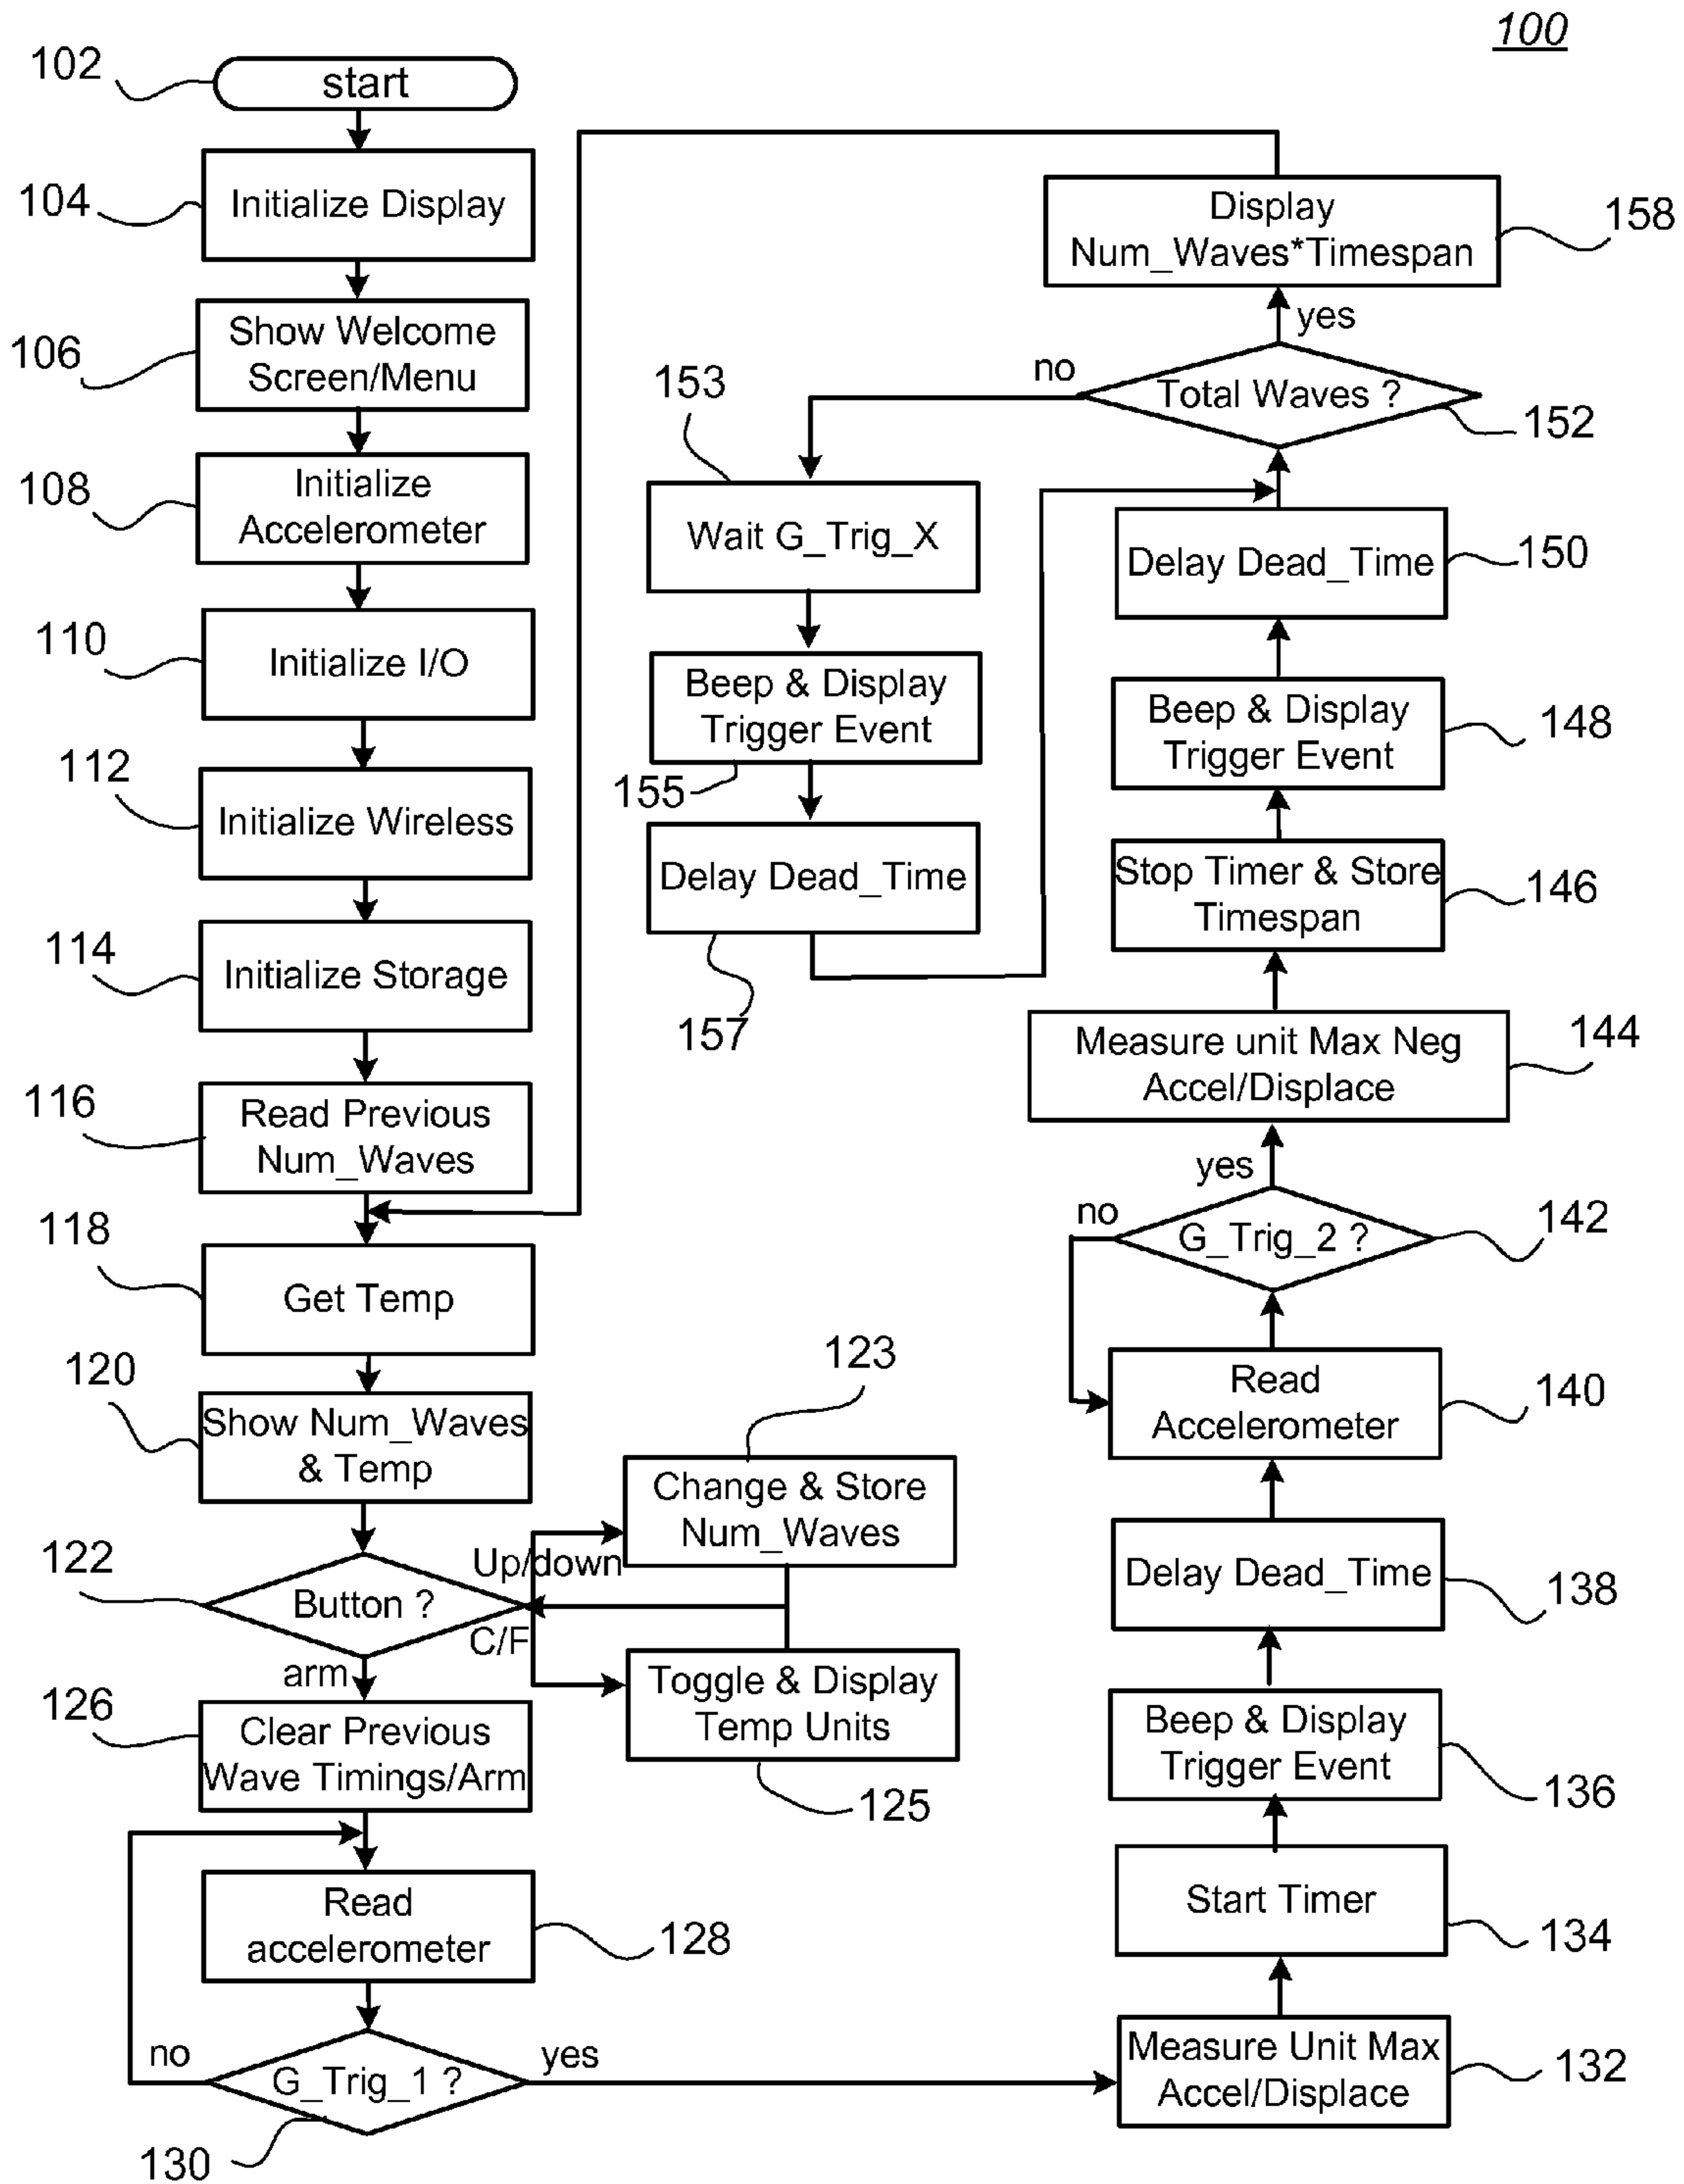 100
102
start
104
Initialize Display
106
Show Welcome
Screen/Menu
108
Initialize
Accelerometer
110
Initialize I/O
112
Initialize Wireless
114
Initialize Storage
116
Read Previous
Num_Waves
118
Get Temp
120
Show Num_Waves
& Temp
122
Button ?
Up/down
C/F
arm
123
Change & Store
Num_Waves
Toggle & Display
Temp Units
125
126
Clear Previous
Wave Timings/Arm
Read
accelerometer
128
no
G_Trig_1 ?
yes
130
Measure Unit Max
Accel/Displace
132
Start Timer
134
Beep & Display
Trigger Event
136
Delay Dead_Time
138
Read
Accelerometer
140
no
G_Trig_2 ?
yes
142
Measure unit Max Neg
Accel/Displace
144
Stop Timer & Store
Timespan
146
Beep & Display
Trigger Event
148
Delay Dead_Time
150
Total Waves ?
no
yes
152
153
Wait G_Trig_X
Beep & Display
Trigger Event
155
Delay Dead_Time
157
Display
Num_Waves*Timespan
158